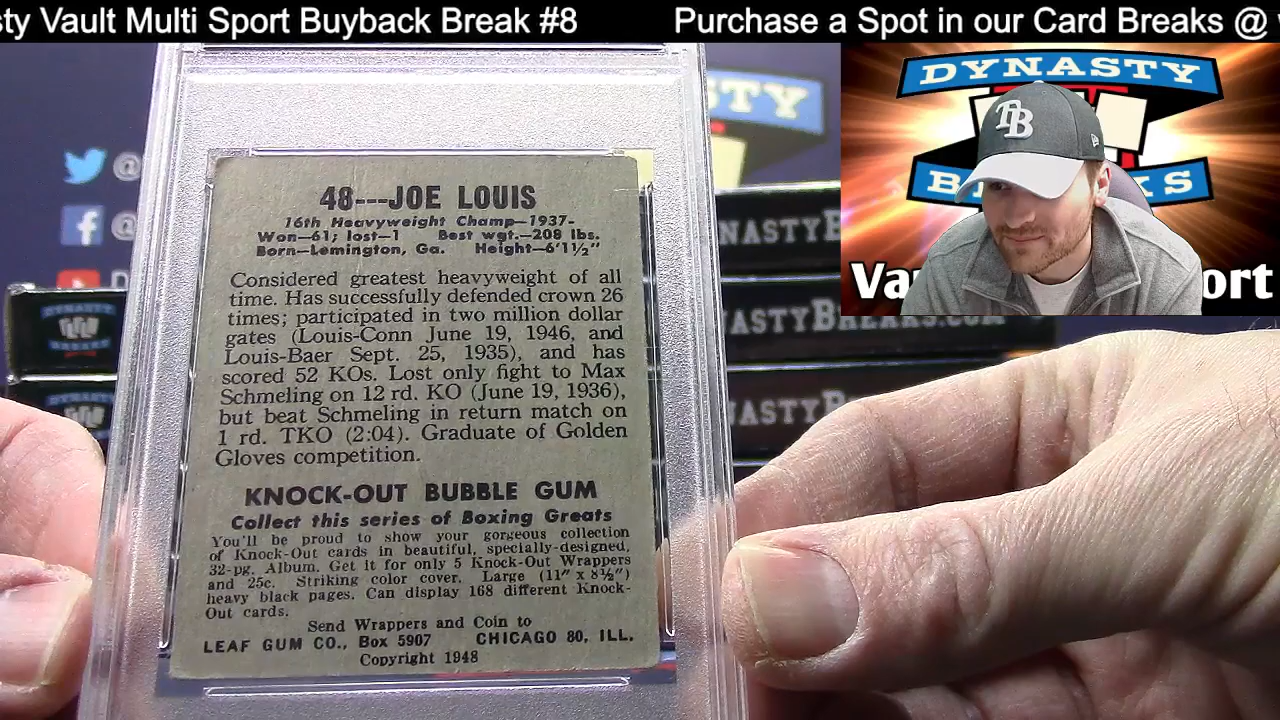 sty Vault Multi Sport Buyback Break #8 Purchase a Spot in our Card Breaks @
DYNASTY
TB
STY
48---JOE LOUIS
16th Heavyweight Champ—1937-
Won—61; lost—1 Best wgt.—208 lbs.
Born—Lemington, Ga. Height—6'1½"
Considered greatest heavyweight of all
time. Has successfully defended crown 26
times; participated in two million dollar
gates (Louis-Conn June 19, 1946, and
Louis-Baer Sept. 25, 1935), and has
scored 52 KOs. Lost only fight to Max
Schmeling on 12 rd. KO (June 19, 1936),
but beat Schmeling in return match on
1 rd. TKO (2:04). Graduate of Golden
Gloves competition.
KNOCK-OUT BUBBLE GUM
Collect this series of Boxing Greats
You'll be proud to show your gorgeous collection
of Knock-Out cards in beautiful, specially-designed,
32-pg. Album. Get it for only 5 Knock-Out Wrappers
and 25c. Striking color cover. Large (11" x 8½")
heavy black pages. Can display 168 different Knock-
Out cards.
Send Wrappers and Coin to
LEAF GUM CO., Box 5907 CHICAGO 80, ILL.
Copyright 1948
@
@
DYNASTY
BREAKS
NASTY
ASTYBREAKS.COM
NASTYB
Va ort